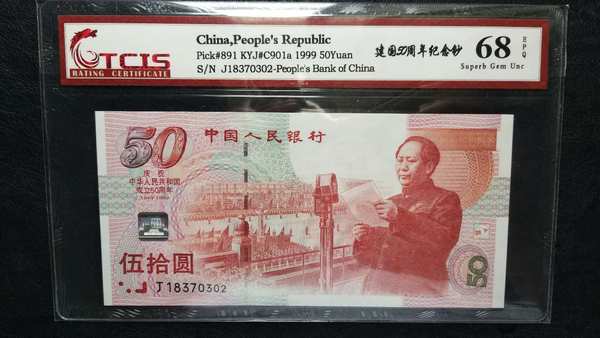 TCIS
RATING CERTIFICATE
China,People's Republic
Pick#891 KYJ#C901a 1999 50Yuan
S/N J18370302-People's Bank of China
建国50周年纪念钞
68
EPQ
Superb Gem Unc
50
中国人民银行
庆祝
中华人民共和国
成立50周年
1949-1999
伍拾圆
J18370302
50